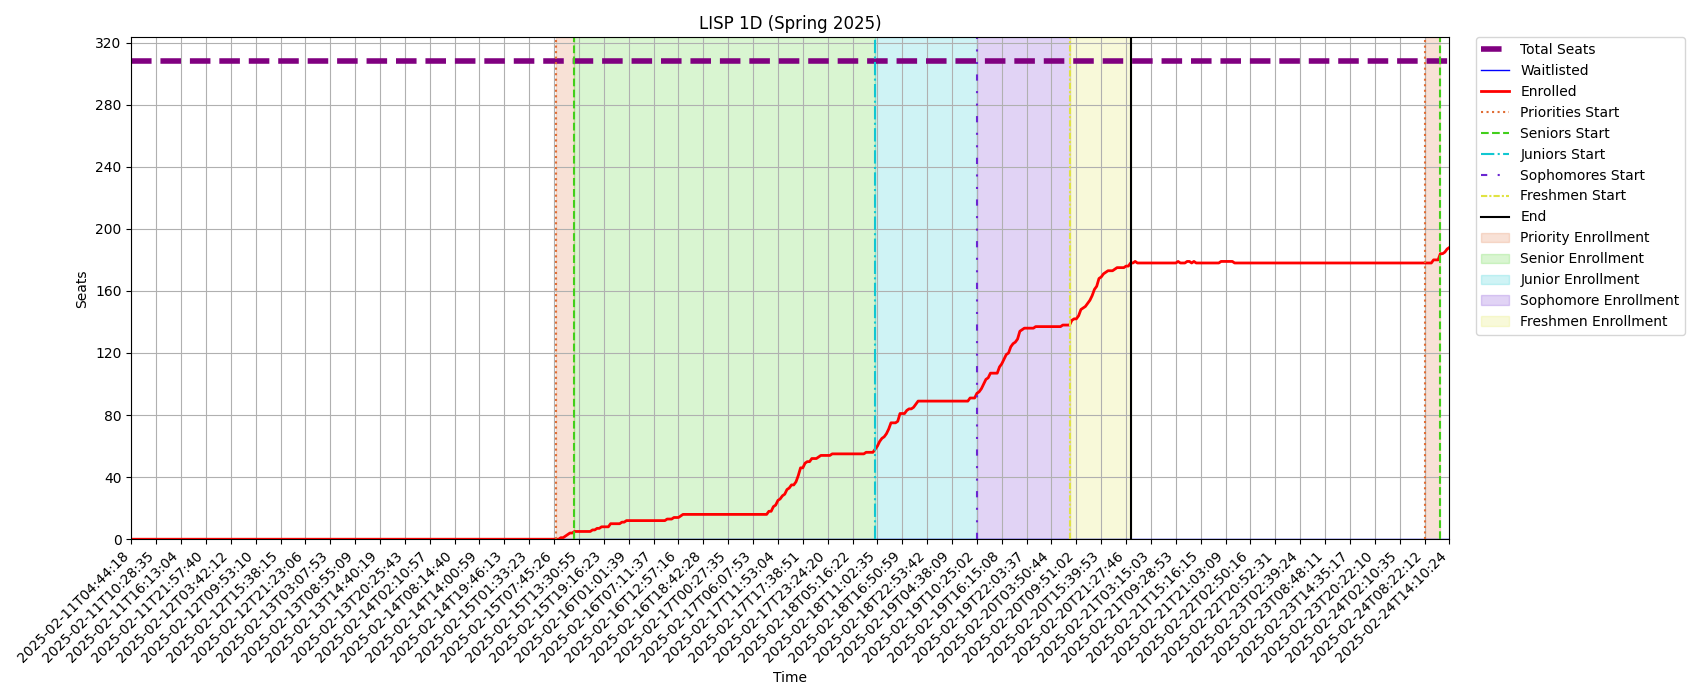 LISP 1D (Spring 2025)
320
280
240
200
160
120
80
40
0
Seats
2025-02-11T04:44:18
2025-02-11T10:28:35
2025-02-11T16:13:04
2025-02-11T21:57:40
2025-02-12T03:42:12
2025-02-12T09:53:10
2025-02-12T15:38:15
2025-02-12T21:23:06
2025-02-13T03:07:53
2025-02-13T08:55:09
2025-02-13T14:40:19
2025-02-13T20:25:43
2025-02-14T02:10:57
2025-02-14T08:14:40
2025-02-14T14:00:59
2025-02-14T19:46:13
2025-02-15T01:33:23
2025-02-15T07:45:26
2025-02-15T13:30:55
2025-02-15T19:16:23
2025-02-16T01:01:39
2025-02-16T07:11:37
2025-02-16T12:57:16
2025-02-16T18:42:28
2025-02-17T00:27:35
2025-02-17T06:07:53
2025-02-17T11:53:04
2025-02-17T17:38:51
2025-02-17T23:24:20
2025-02-18T05:16:22
2025-02-18T11:02:35
2025-02-18T16:50:59
2025-02-18T22:53:42
2025-02-19T04:38:09
2025-02-19T10:25:02
2025-02-19T16:15:08
2025-02-19T22:03:37
2025-02-20T03:50:44
2025-02-20T09:51:02
2025-02-20T15:39:53
2025-02-20T21:27:46
2025-02-21T03:15:03
2025-02-21T09:28:53
2025-02-21T15:16:15
2025-02-21T21:03:09
2025-02-22T02:50:16
2025-02-22T20:52:31
2025-02-23T02:39:24
2025-02-23T08:48:11
2025-02-23T14:35:17
2025-02-23T20:22:10
2025-02-24T02:10:35
2025-02-24T08:22:12
2025-02-24T14:10:24
Time
Total Seats
Waitlisted
Enrolled
Priorities Start
Seniors Start
Juniors Start
Sophomores Start
Freshmen Start
End
Priority Enrollment
Senior Enrollment
Junior Enrollment
Sophomore Enrollment
Freshmen Enrollment